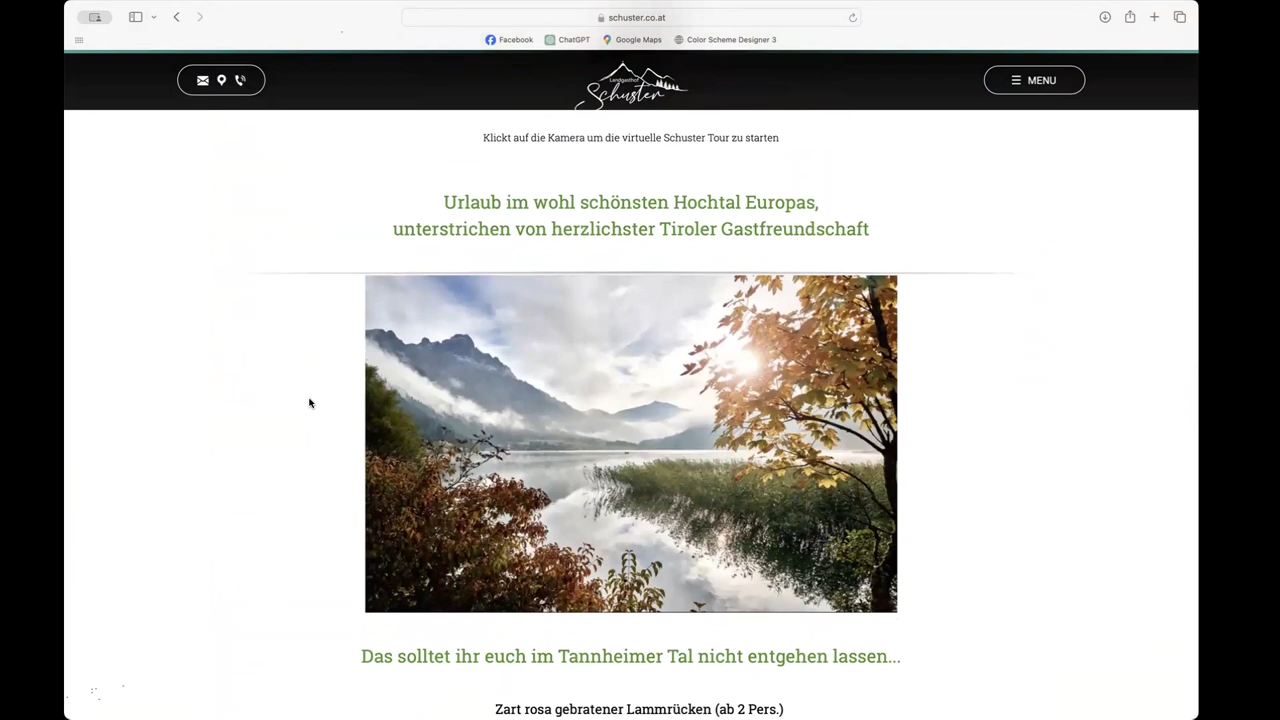 schuster.co.at
Facebook
ChatGPT
Google Maps
Color Scheme Designer 3
Landgasthof
Schuster
MENU
Klickt auf die Kamera um die virtuelle Schuster Tour zu starten
Urlaub im wohl schönsten Hochtal Europas,
unterstrichen von herzlichster Tiroler Gastfreundschaft
Das solltet ihr euch im Tannheimer Tal nicht entgehen lassen...
Zart rosa gebratener Lammrücken (ab 2 Pers.)